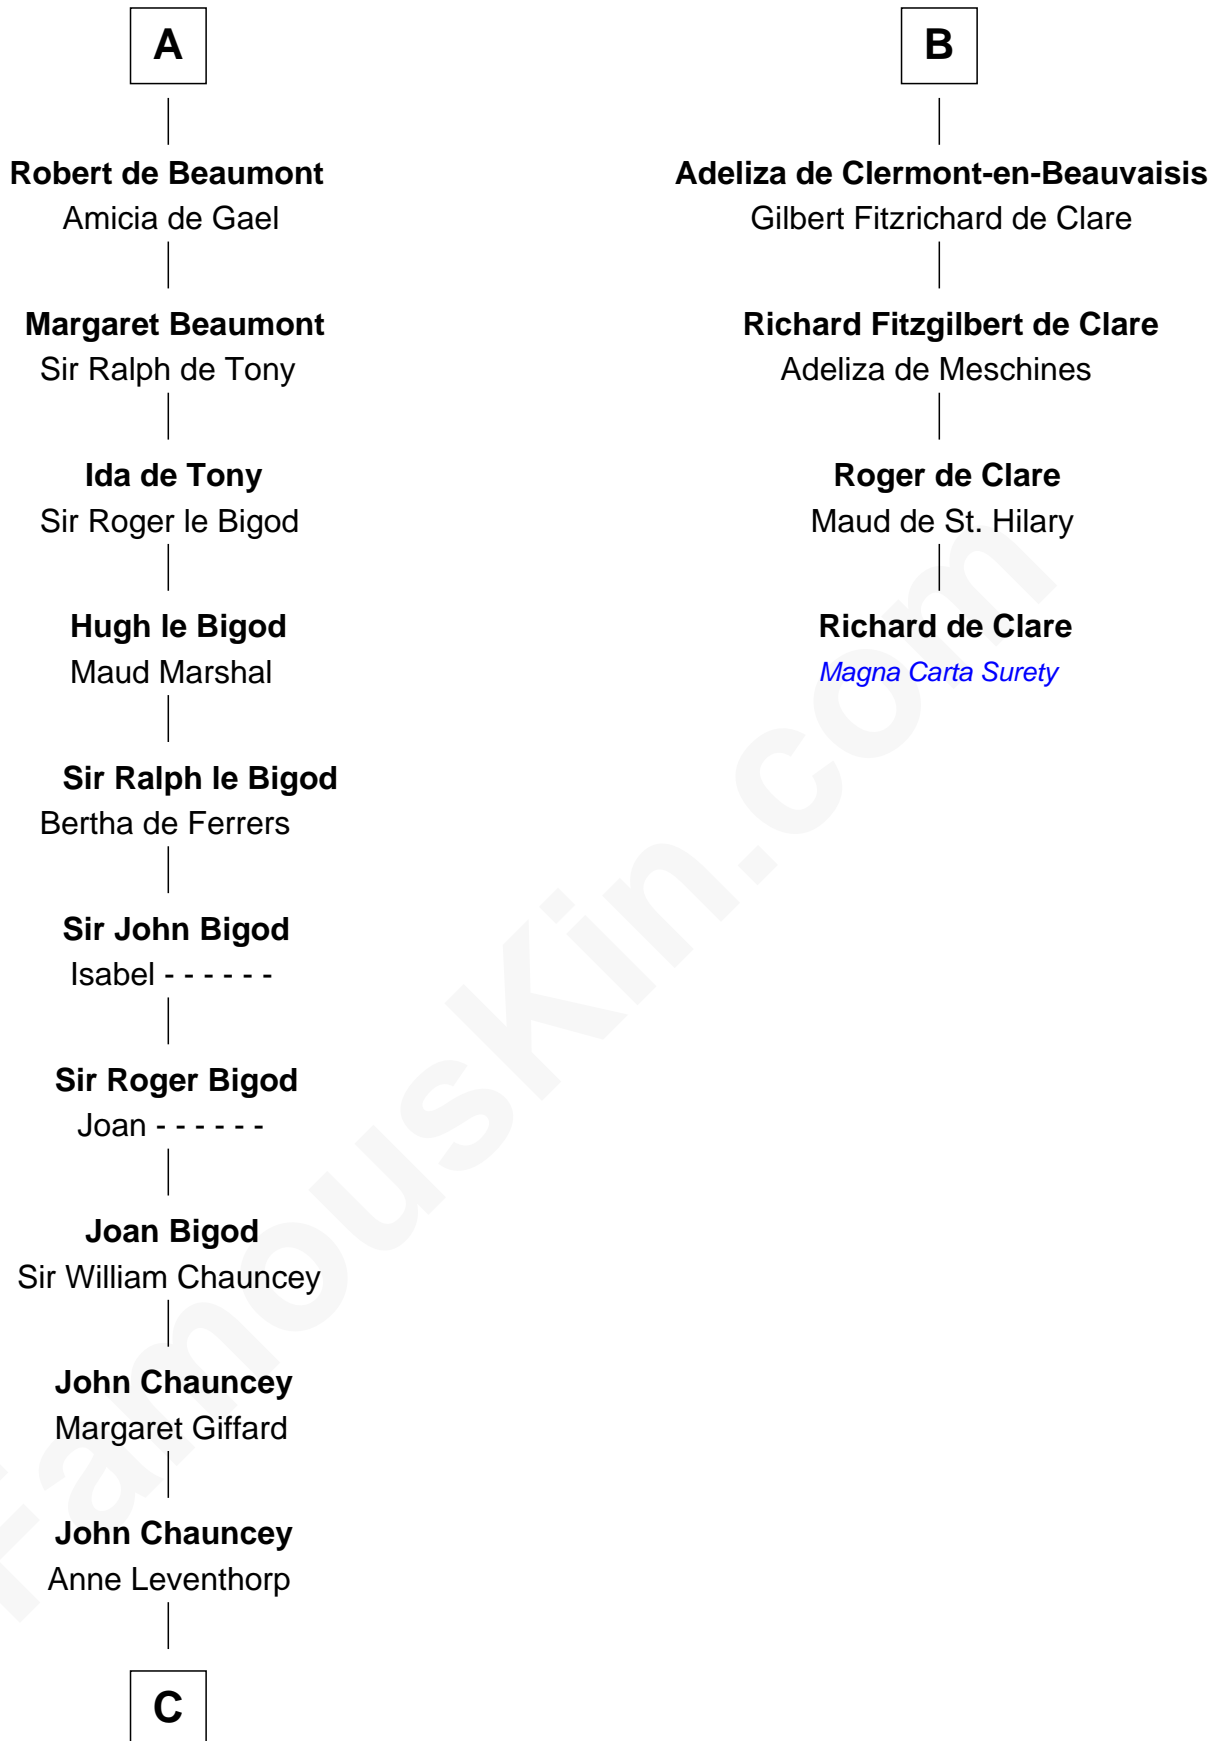 A
Robert de Beaumont
Amicia de Gael
Margaret Beaumont
Sir Ralph de Tony
Ida de Tony
Sir Roger le Bigod
Hugh le Bigod
Maud Marshal
Sir Ralph le Bigod
Bertha de Ferrers
Sir John Bigod
Isabel - - - - - -
Sir Roger Bigod
Joan - - - - - -
Joan Bigod
Sir William Chauncey
John Chauncey
Margaret Giffard
John Chauncey
Anne Leventhorp
C
B
Adeliza de Clermont-en-Beauvaisis
Gilbert Fitzrichard de Clare
Richard Fitzgilbert de Clare
Adeliza de Meschines
Roger de Clare
Maud de St. Hilary
Richard de Clare
Magna Carta Surety
FamousKin.com